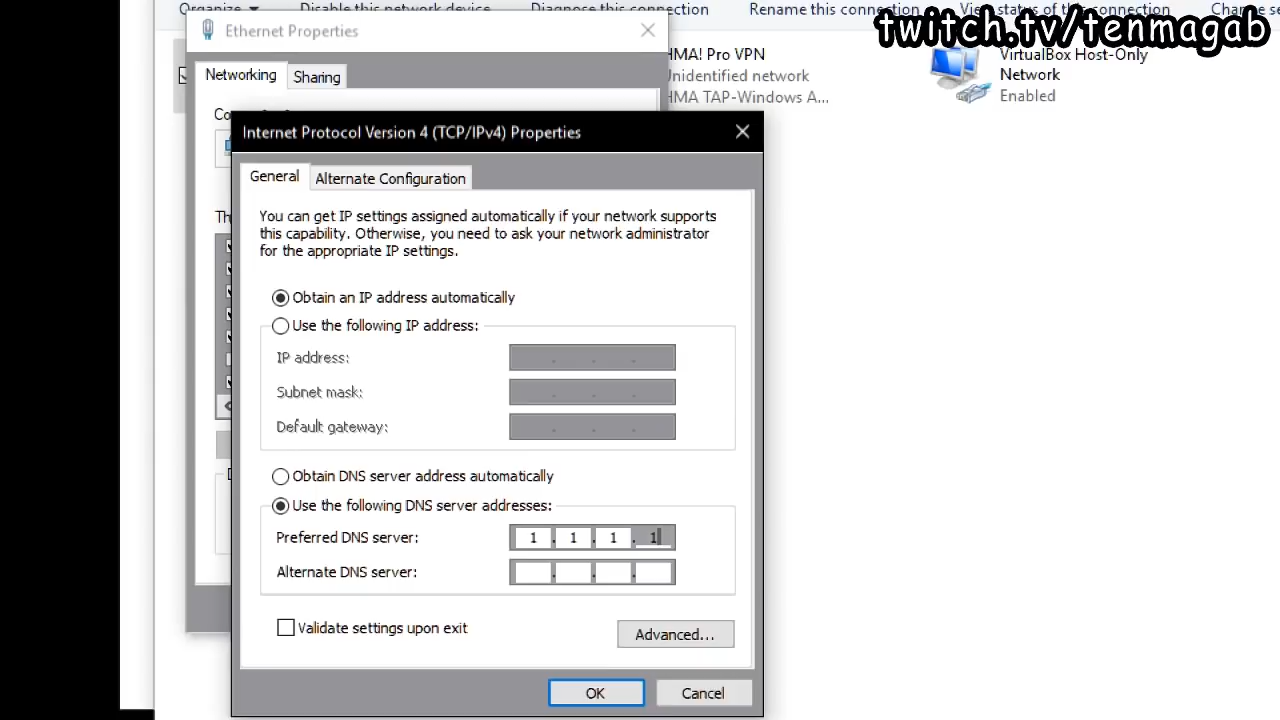 Organize
Disable this network device
Diagnose this connection
Rename this connection
View status of this connection
Change se
twitch.tv/tenmagab
Ethernet Properties
HMA! Pro VPN
Unidentified network
HMA TAP-Windows A...
VirtualBox Host-Only
Network
Enabled
Networking
Sharing
Co
Internet Protocol Version 4 (TCP/IPv4) Properties
General
Alternate Configuration
Th
You can get IP settings assigned automatically if your network supports
this capability. Otherwise, you need to ask your network administrator
for the appropriate IP settings.
Obtain an IP address automatically
Use the following IP address:
IP address:
Subnet mask:
Default gateway:
Obtain DNS server address automatically
Use the following DNS server addresses:
Preferred DNS server: 1 . 1 . 1 . 1
Alternate DNS server: . . .
Validate settings upon exit
Advanced...
OK
Cancel